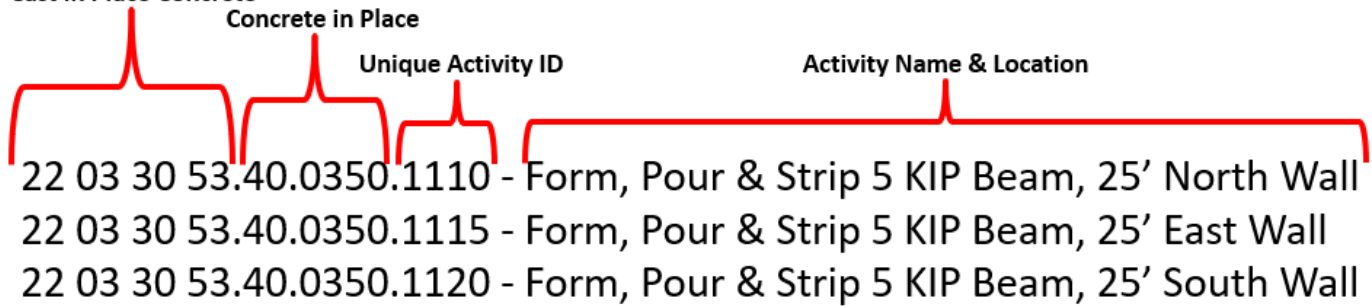 Concrete in Place
Unique Activity ID
Activity Name & Location
22 03 30 53.40.0350.1110 - Form, Pour & Strip 5 KIP Beam, 25’ North Wall
22 03 30 53.40.0350.1115 - Form, Pour & Strip 5 KIP Beam, 25’ East Wall
22 03 30 53.40.0350.1120 - Form, Pour & Strip 5 KIP Beam, 25’ South Wall